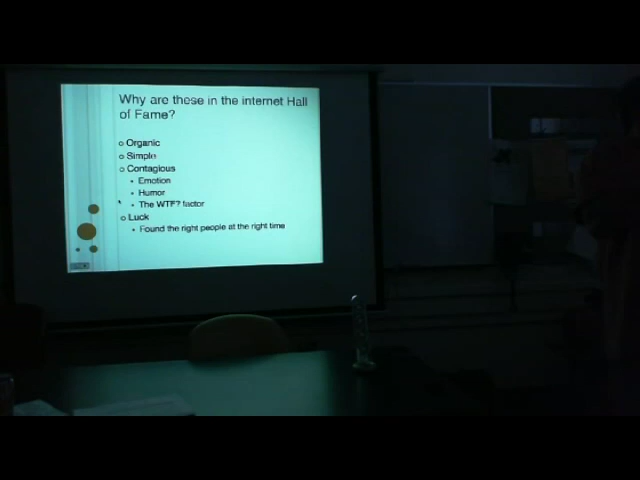 Why are these in the internet Hall
of Fame?
Organic
Simple
Contagious
Emotion
Humor
The WTF? factor
Luck
Found the right people at the right time